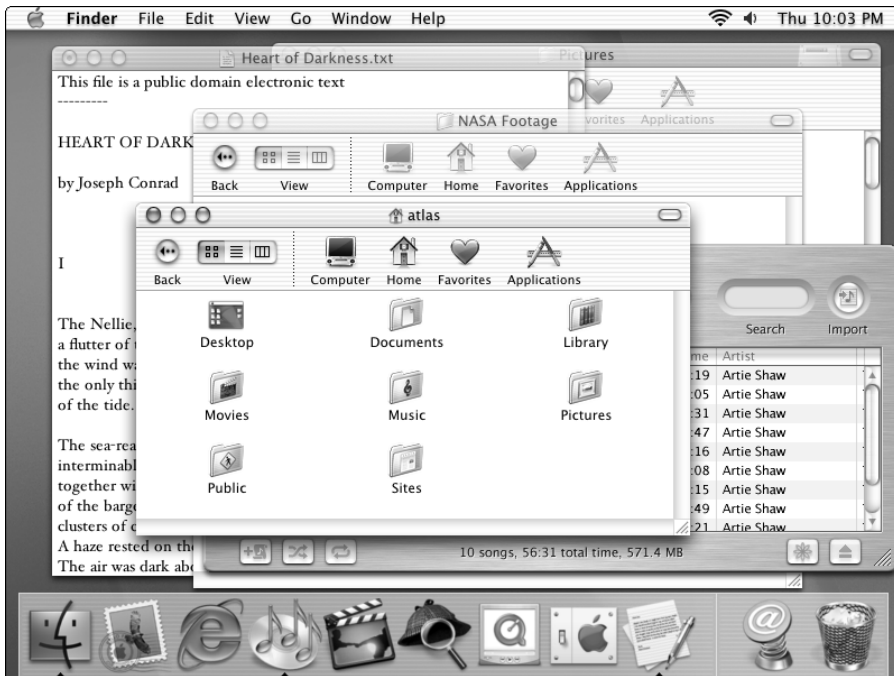 Finder File Edit View Go Window Help Thu 10:03 PM
Heart of Darkness.txt
This file is a public domain electronic text
---------
HEART OF DARK
by Joseph Conrad
I
The Nellie,
a flutter of
the wind wa
the only thi
of the tide.
The sea-rea
interminabl
together wi
of the barge
clusters of c
A haze rested on the
The air was dark abo
Pictures
vorites Applications
NASA Footage
Back View Computer Home Favorites Applications
atlas
Back View Computer Home Favorites Applications
Desktop Documents Library
Movies Music Pictures
Public Sites
Search Import
me Artist
:19 Artie Shaw
:05 Artie Shaw
:31 Artie Shaw
:47 Artie Shaw
:16 Artie Shaw
:08 Artie Shaw
:15 Artie Shaw
:49 Artie Shaw
:21 Artie Shaw
10 songs, 56:31 total time, 571.4 MB